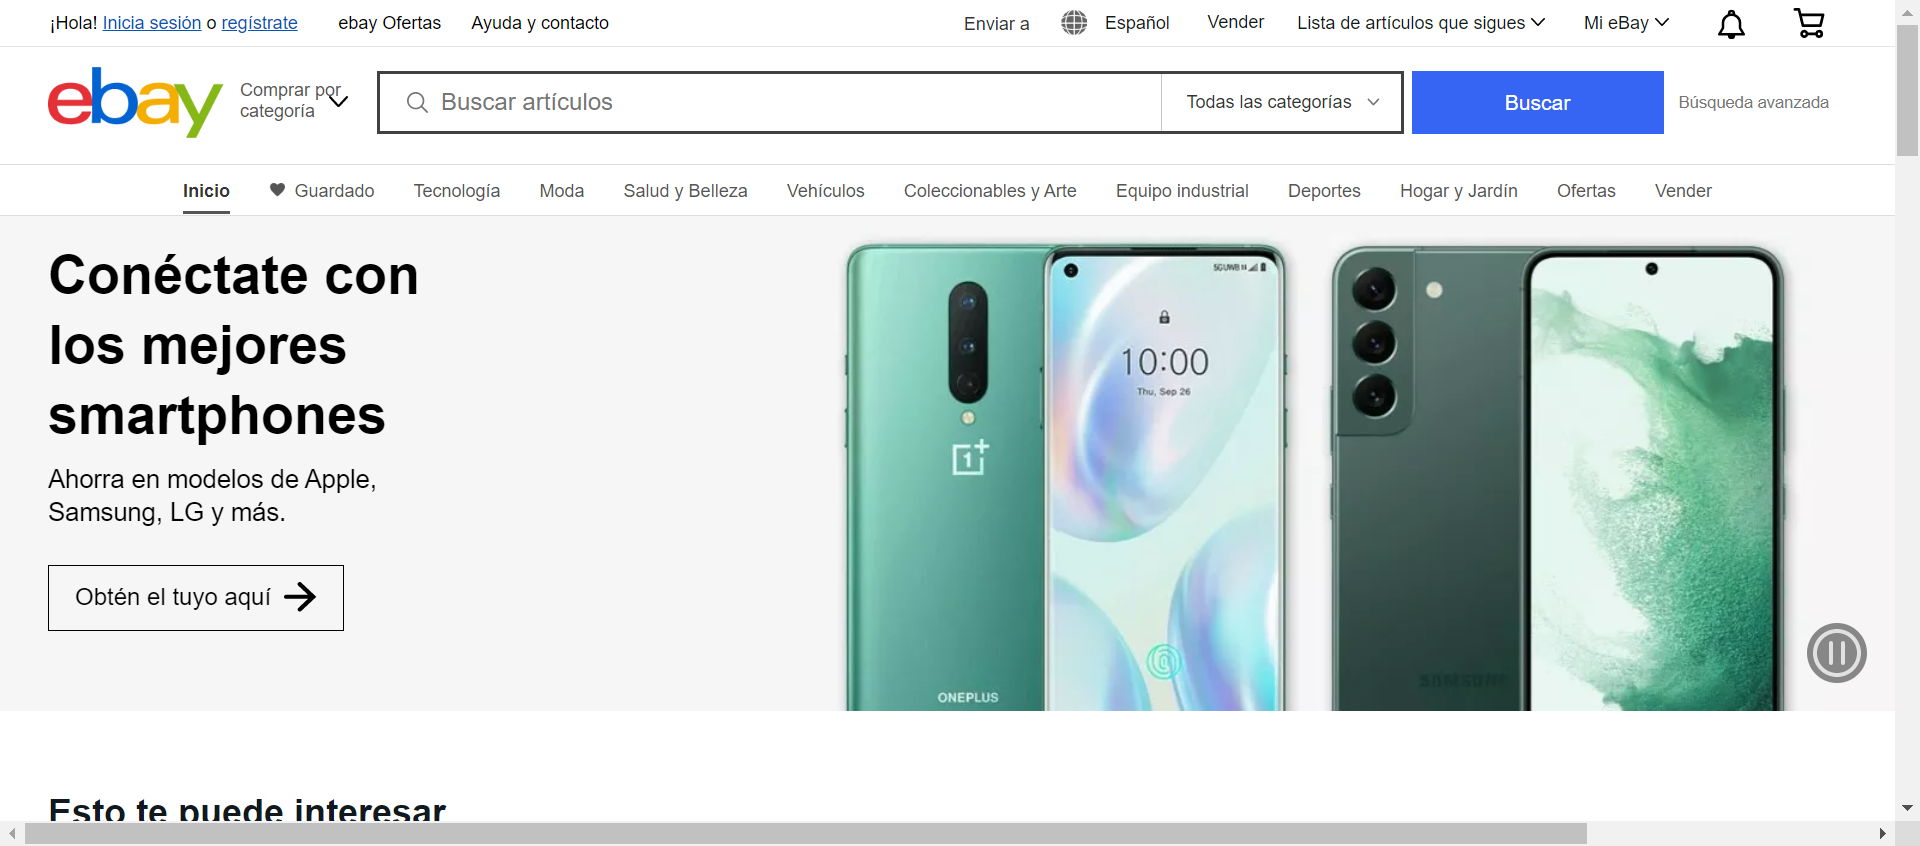 ¡Hola! Inicia sesión o regístrate ebay Ofertas Ayuda y contacto Enviar a Español Vender Lista de artículos que sigues Mi eBay
ebay
Comprar por
categoría
Buscar artículos
Todas las categorías
Buscar
Búsqueda avanzada
Inicio Guardado Tecnología Moda Salud y Belleza Vehículos Coleccionables y Arte Equipo industrial Deportes Hogar y Jardín Ofertas Vender
Conéctate con
los mejores
smartphones
Ahorra en modelos de Apple,
Samsung, LG y más.
Obtén el tuyo aquí
5G UWB
10:00
Thu, Sep 26
1+
ONEPLUS
SAMSUNG
Esto te puede interesar